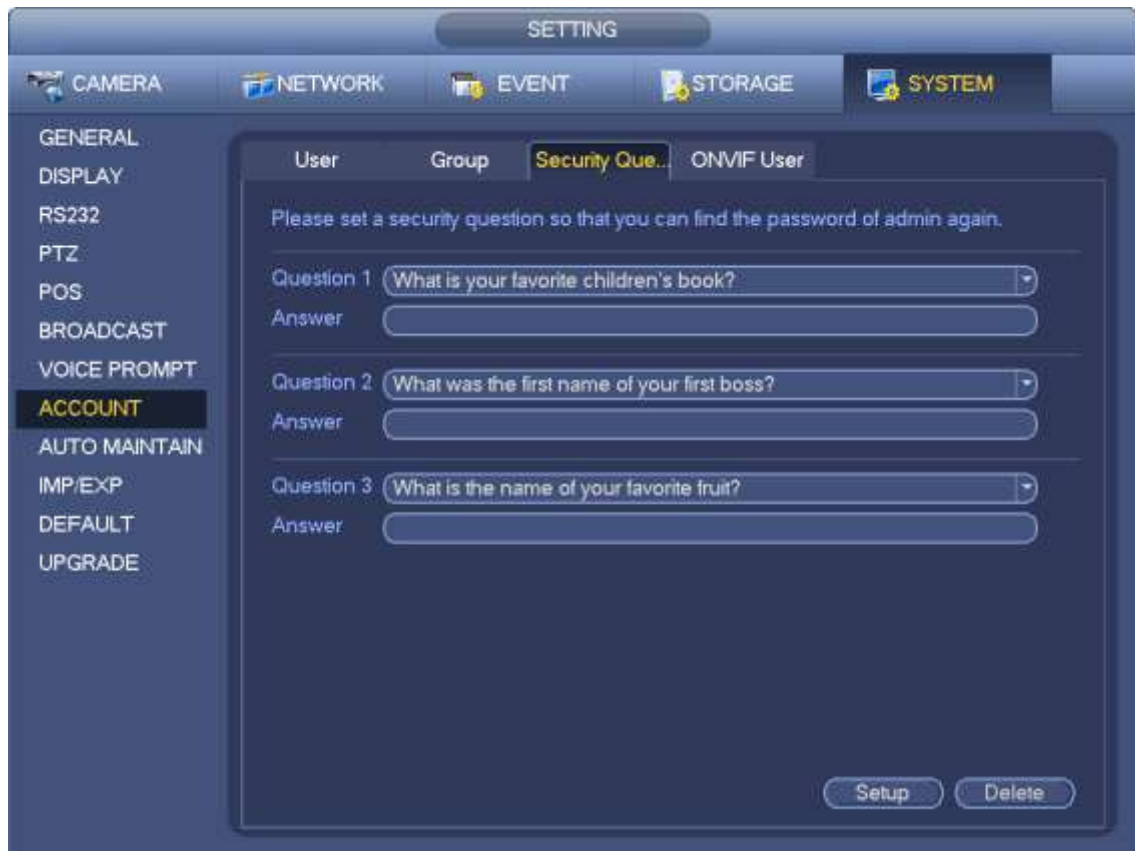 SETTING
CAMERA NETWORK EVENT STORAGE SYSTEM
GENERAL
DISPLAY
RS232
PTZ
POS
BROADCAST
VOICE PROMPT
ACCOUNT
AUTO MAINTAIN
IMP/EXP
DEFAULT
UPGRADE
User Group Security Que... ONVIF User
Please set a security question so that you can find the password of admin again.
Question 1 What is your favorite children's book?
Answer
Question 2 What was the first name of your first boss?
Answer
Question 3 What is the name of your favorite fruit?
Answer
Setup Delete